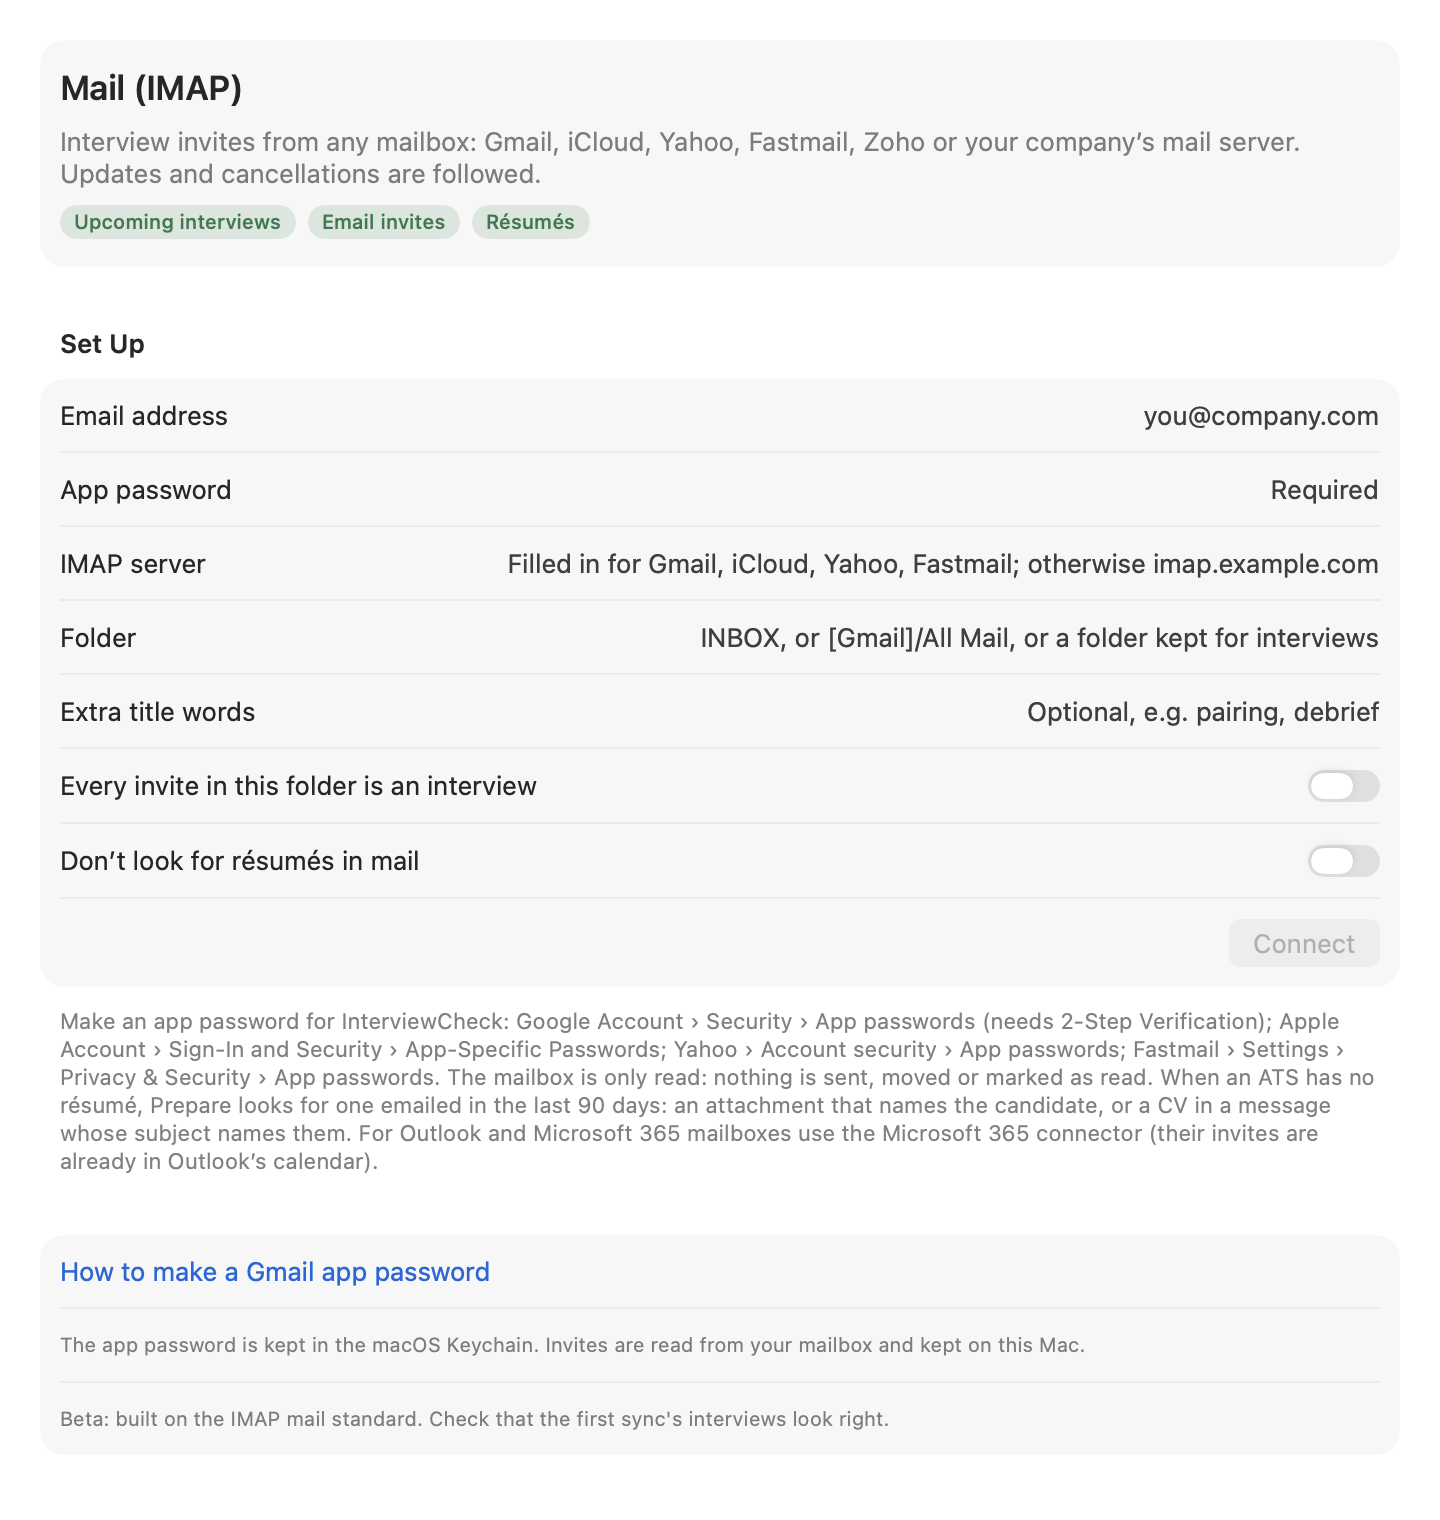 Mail (IMAP)
Interview invites from any mailbox: Gmail, iCloud, Yahoo, Fastmail, Zoho or your company’s mail server.
Updates and cancellations are followed.
Upcoming interviews Email invites Résumés
Set Up
Email address you@company.com
App password Required
IMAP server Filled in for Gmail, iCloud, Yahoo, Fastmail; otherwise imap.example.com
Folder INBOX, or [Gmail]/All Mail, or a folder kept for interviews
Extra title words Optional, e.g. pairing, debrief
Every invite in this folder is an interview
Don’t look for résumés in mail
Connect
Make an app password for InterviewCheck: Google Account › Security › App passwords (needs 2-Step Verification); Apple
Account › Sign-In and Security › App-Specific Passwords; Yahoo › Account security › App passwords; Fastmail › Settings ›
Privacy & Security › App passwords. The mailbox is only read: nothing is sent, moved or marked as read. When an ATS has no
résumé, Prepare looks for one emailed in the last 90 days: an attachment that names the candidate, or a CV in a message
whose subject names them. For Outlook and Microsoft 365 mailboxes use the Microsoft 365 connector (their invites are
already in Outlook’s calendar).
How to make a Gmail app password
The app password is kept in the macOS Keychain. Invites are read from your mailbox and kept on this Mac.
Beta: built on the IMAP mail standard. Check that the first sync's interviews look right.